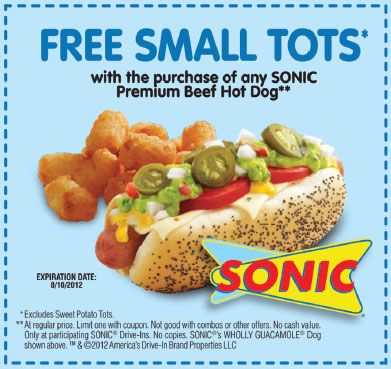 FREE SMALL TOTS*
with the purchase of any SONIC
Premium Beef Hot Dog**
EXPIRATION DATE:
8/18/2012
SONIC
* Excludes Sweet Potato Tots.
** At regular price. Limit one with coupon. Not good with combos or other offers. No cash value.
Only at participating SONIC® Drive-Ins. No copies. SONIC®'s WHOLLY GUACAMOLE® Dog
shown above. ™ & ©2012 America's Drive-In Brand Properties LLC